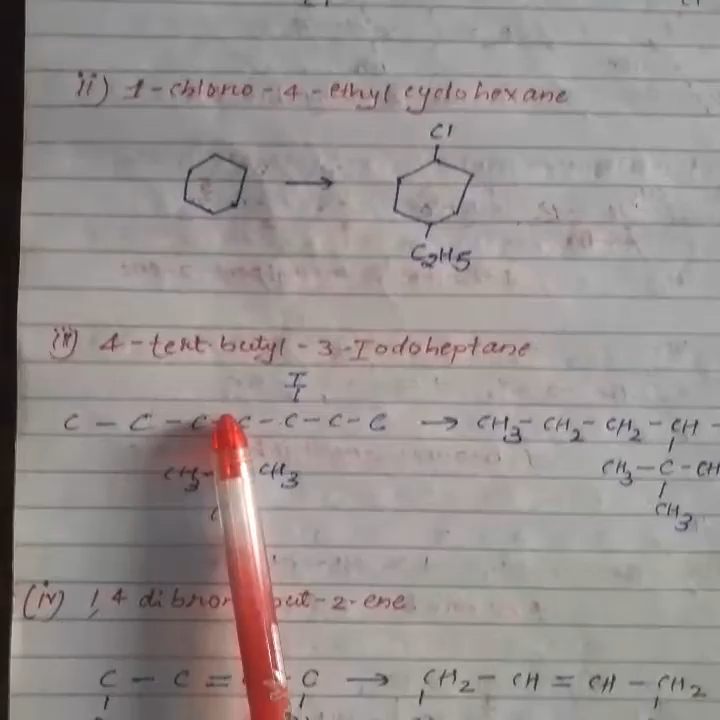 ii) 1-chloro-4-ethyl cyclohexane
Cl
C2H5
iii) 4-tert-butyl-3-Iodoheptane
I
C - C - C - C - C - C - C → CH3 - CH2 - CH2 - CH -
CH3 - CH3 CH3 - C - CH
CH3
(iv) 1,4 but-2-ene.
C - C = C → CH2 - CH = CH - CH2